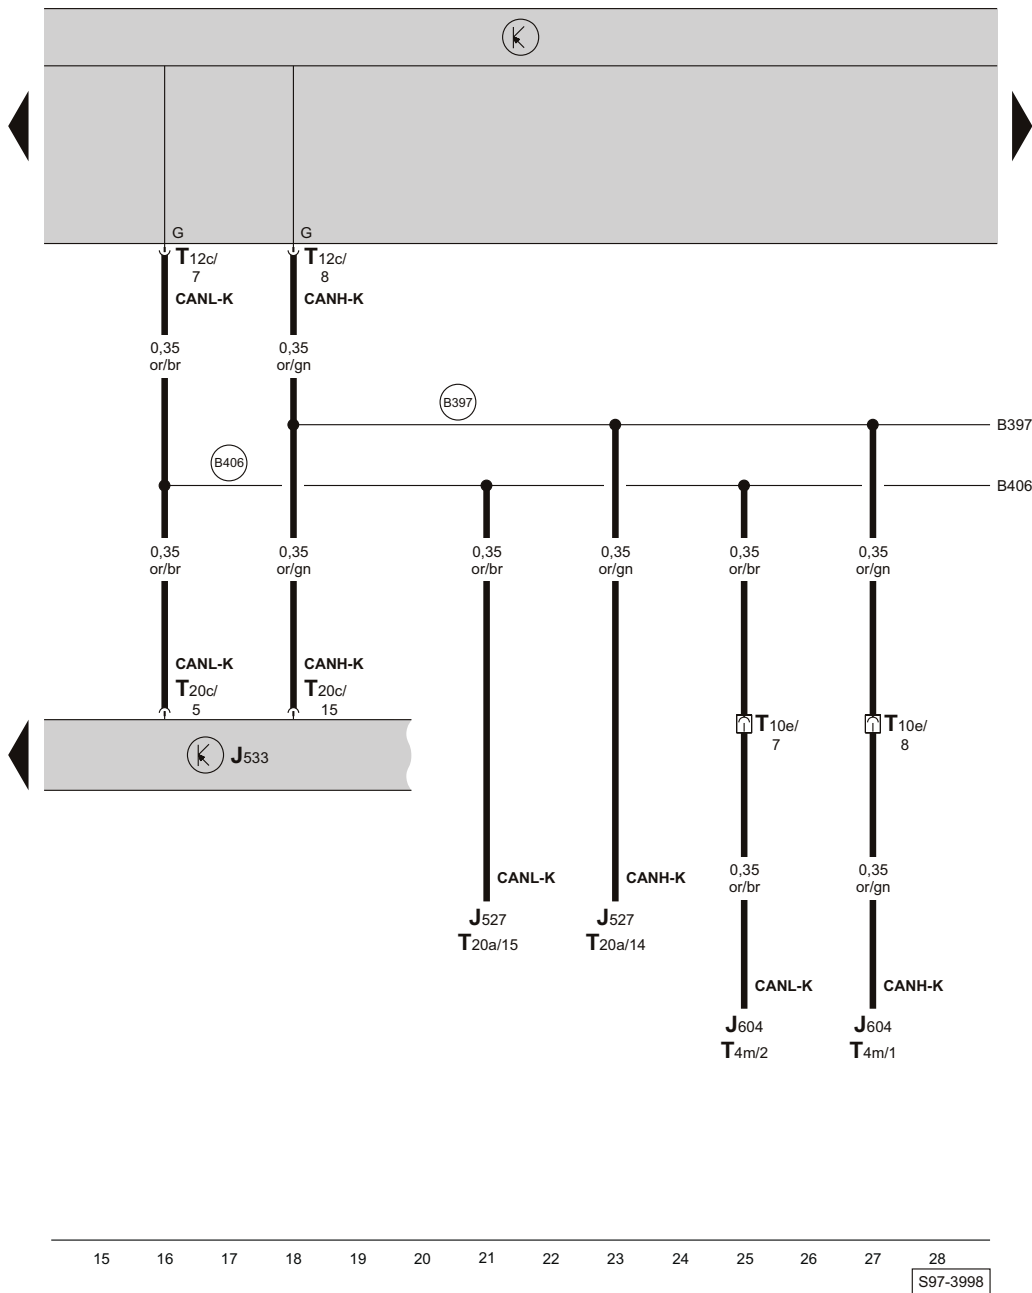 G G
T12c/ T12c/
7 8
CANL-K CANH-K
0,35 0,35
or/br or/gn
B397
B397
B406
B406
0,35 0,35 0,35 0,35 0,35 0,35
or/br or/gn or/br or/gn or/br or/gn
CANL-K CANH-K
T20c/ T20c/
5 15
T10e/ T10e/
7 8
J533
0,35 0,35
or/br or/gn
CANL-K CANH-K
J527 J527
T20a/15 T20a/14
CANL-K CANH-K
J604 J604
T4m/2 T4m/1
15 16 17 18 19 20 21 22 23 24 25 26 27 28
S97-3998